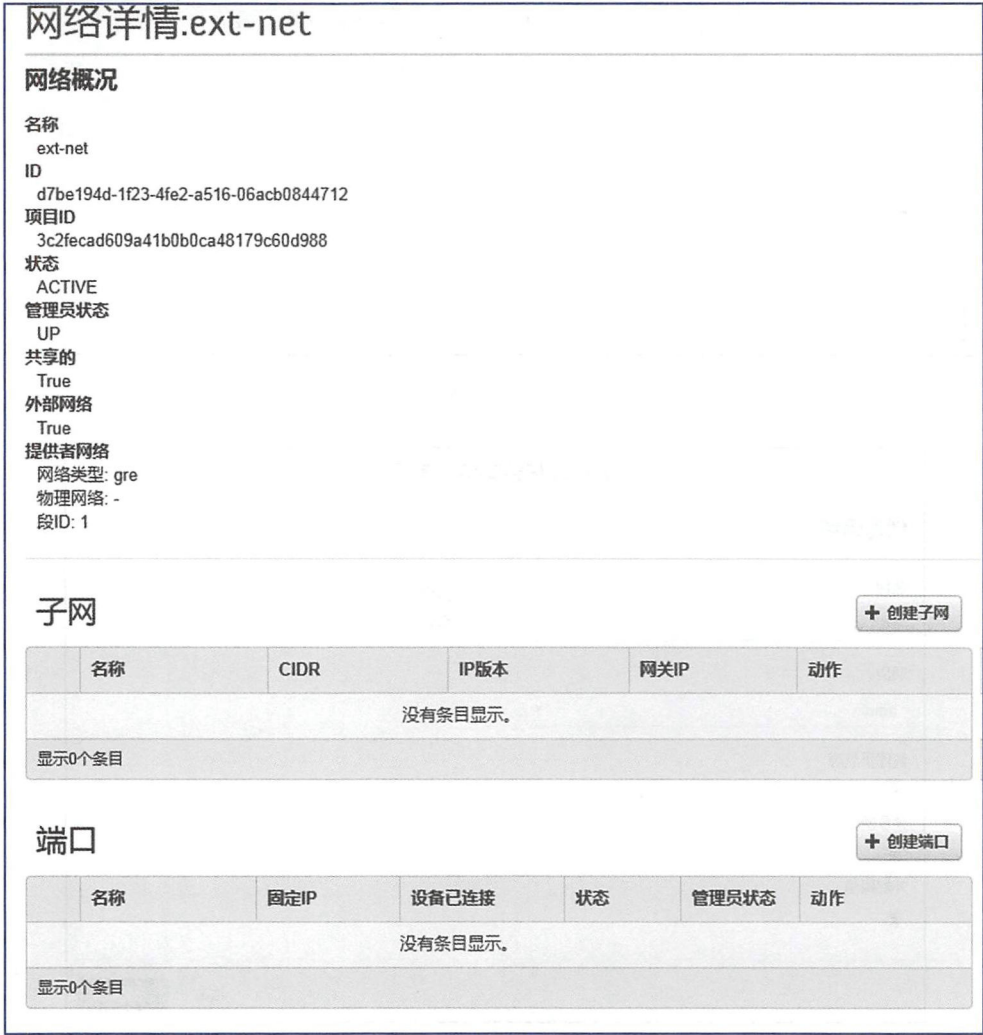 网络详情:ext-net
网络概况
名称
ext-net
ID
d7be194d-1f23-4fe2-a516-06acb0844712
项目ID
3c2fecad609a41b0b0ca48179c60d988
状态
ACTIVE
管理员状态
UP
共享的
True
外部网络
True
提供者网络
网络类型: gre
物理网络: -
段ID: 1
子网
+ 创建子网
名称 CIDR IP版本 网关IP 动作
没有条目显示。
显示0个条目
端口
+ 创建端口
名称 固定IP 设备已连接 状态 管理员状态 动作
没有条目显示。
显示0个条目